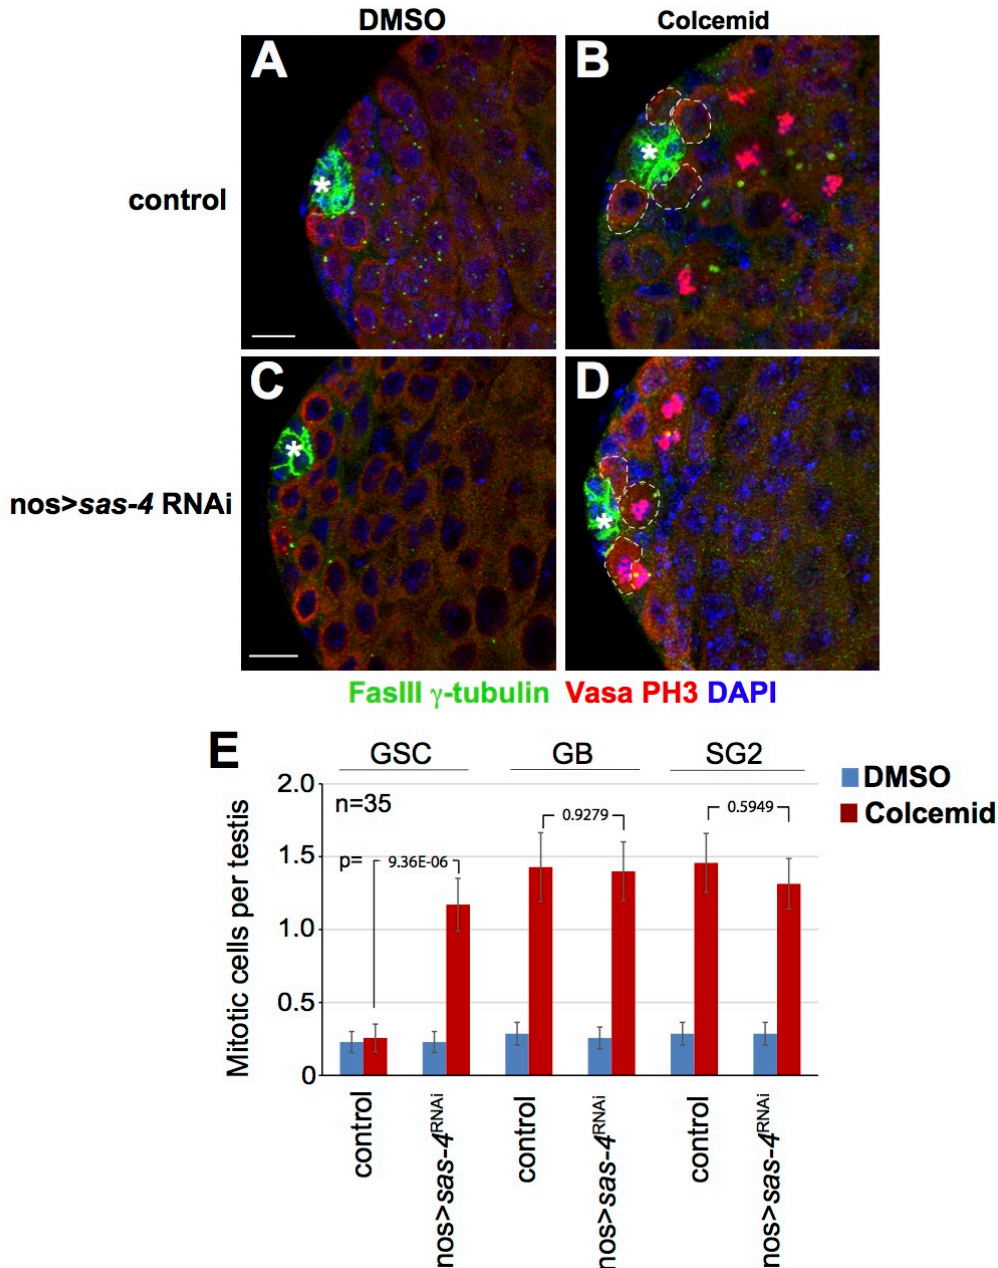 DMSO Colcemid
A B
control
C D
nos>sas-4 RNAi
FasIII γ-tubulin Vasa PH3 DAPI
E
GSC GB SG2
DMSO
Colcemid
Mitotic cells per testis
2.0
1.5
1.0
0.5
0
n=35
p= 9.36E-06
0.9279
0.5949
control
nos>sas-4RNAi
control
nos>sas-4RNAi
control
nos>sas-4RNAi